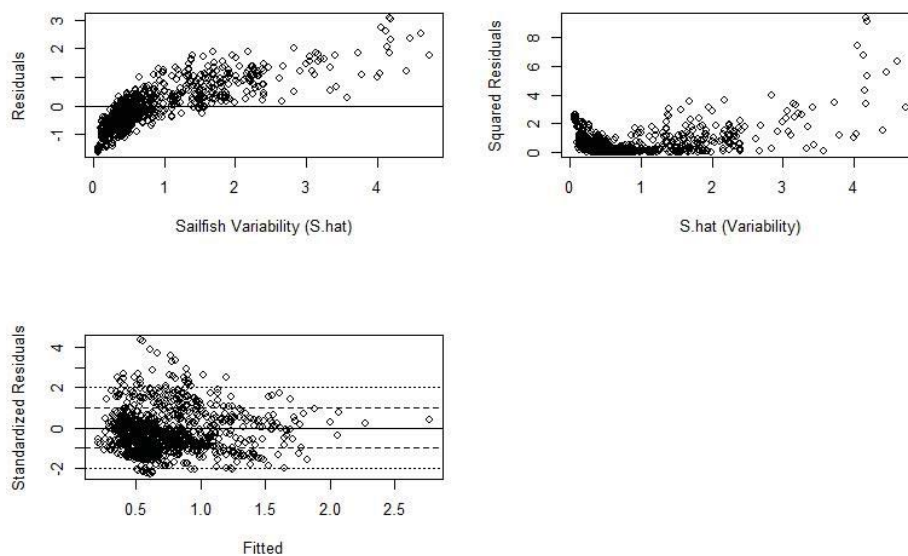 Residuals
3
2
1
0
-1
0 1 2 3 4
Sailfish Variability (S.hat)
Squared Residuals
8
6
4
2
0
0 1 2 3 4
S.hat (Variability)
Standardized Residuals
4
2
0
-2
0.5 1.0 1.5 2.0 2.5
Fitted